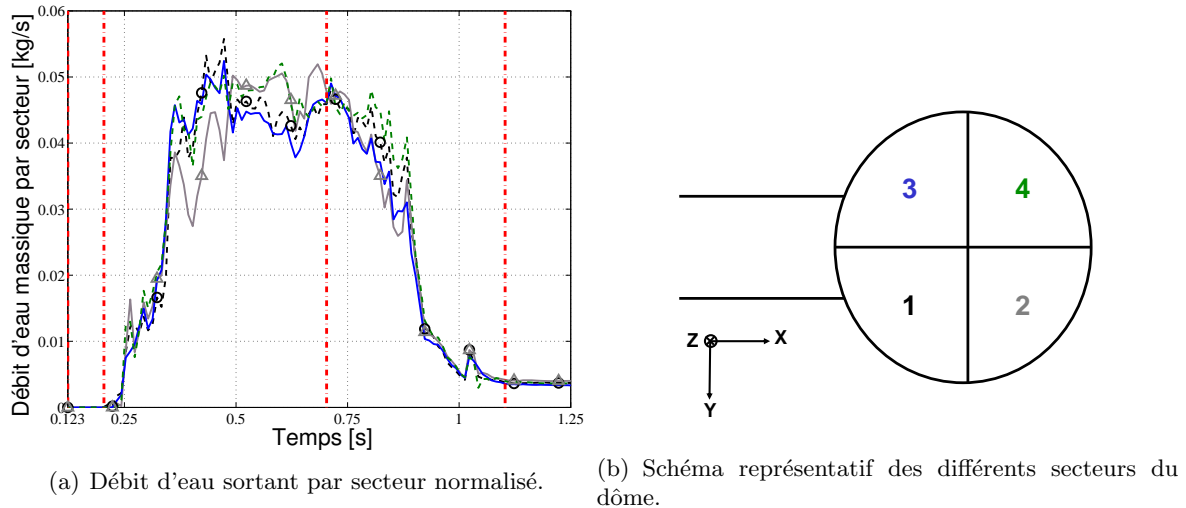 Débit d'eau massique par secteur [kg/s]
0.06
0.05
0.04
0.03
0.02
0.01
0
0.123
0.25
0.5
0.75
1
1.25
Temps [s]
(a) Débit d'eau sortant par secteur normalisé.
3
4
1
2
Z
X
Y
(b) Schéma représentatif des différents secteurs du
dôme.